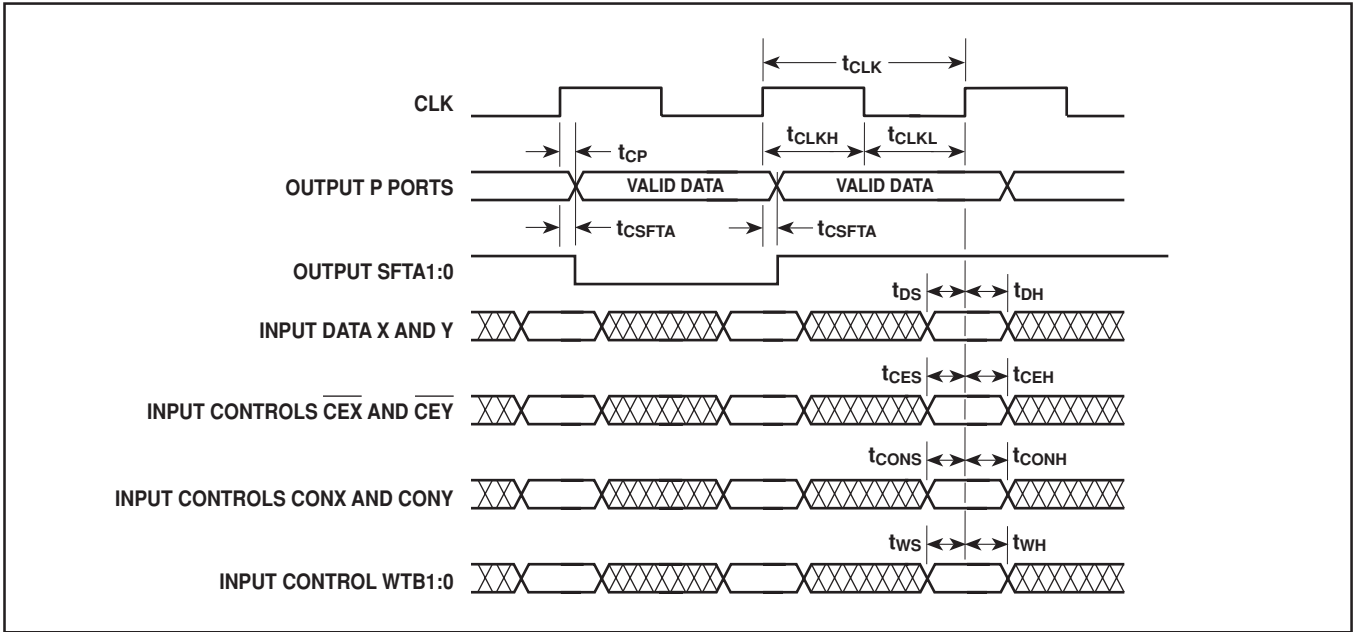 tCLK
CLK
tCLKH tCLKL
tCP
OUTPUT P PORTS VALID DATA VALID DATA
tCSFTA tCSFTA
OUTPUT SFTA1:0
tDS tDH
INPUT DATA X AND Y
tCES tCEH
INPUT CONTROLS CEX AND CEY
tCONS tCONH
INPUT CONTROLS CONX AND CONY
tWS tWH
INPUT CONTROL WTB1:0